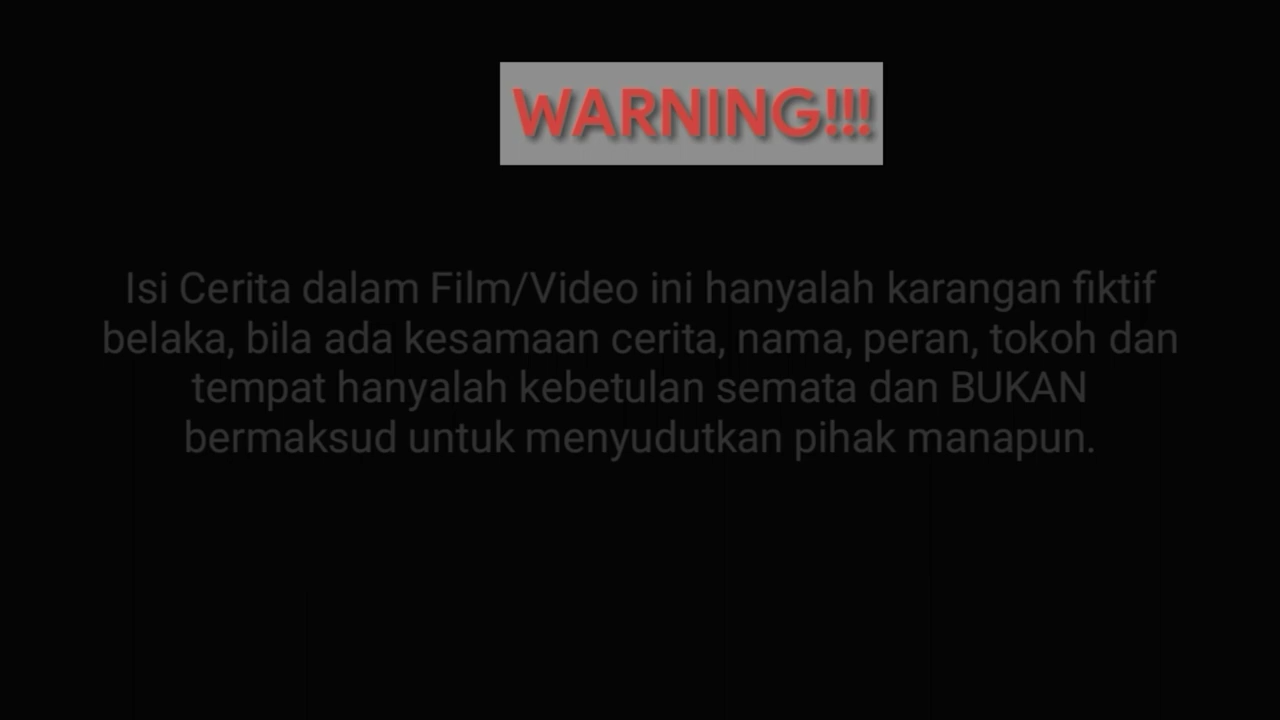 WARNING!!!
Isi Cerita dalam Film/Video ini hanyalah karangan fiktif
belaka, bila ada kesamaan cerita, nama, peran, tokoh dan
tempat hanyalah kebetulan semata dan BUKAN
bermaksud untuk menyudutkan pihak manapun.